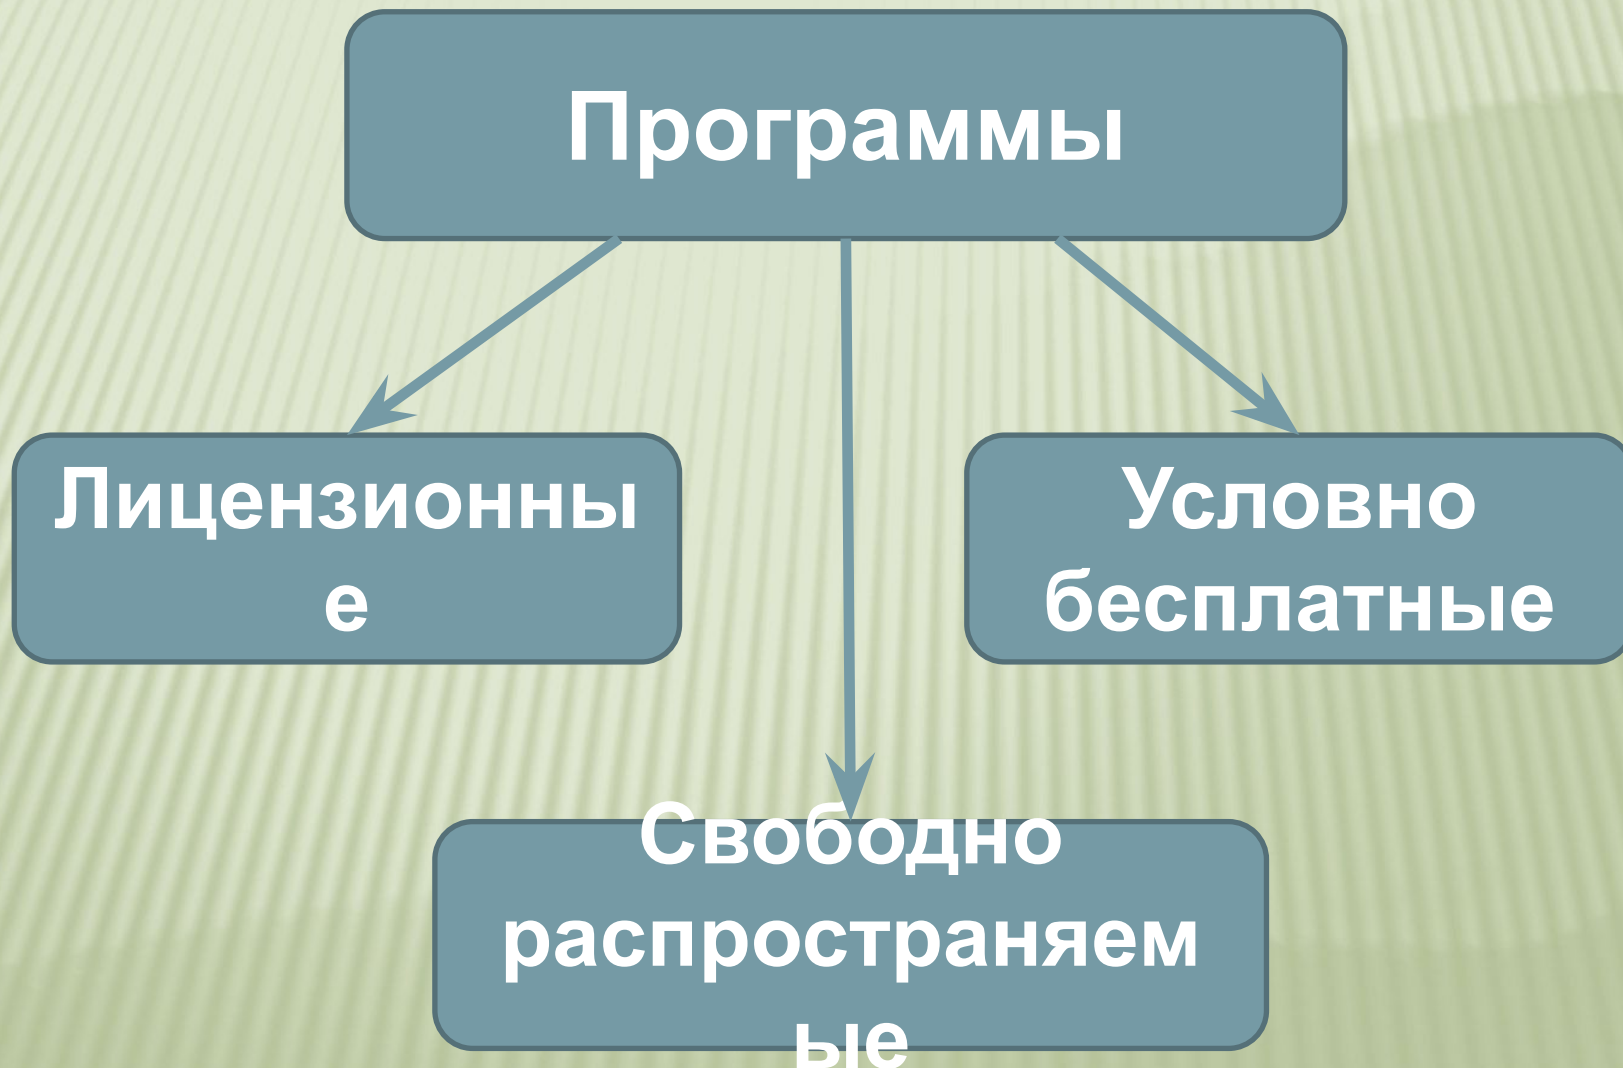 Программы
Лицензионны
е
Условно
бесплатные
Свободно
распространяем
ые